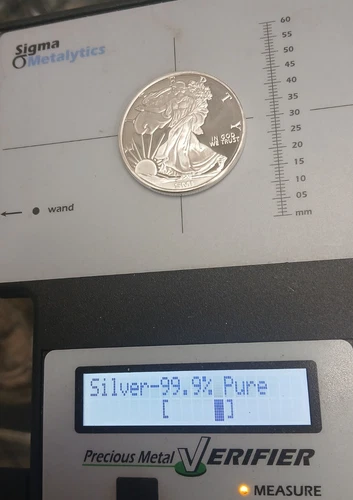 Sigma
Metalytics
60
55
50
45
40
35
30
25
20
15
10
05
mm
T Y
IN GOD
WE TRUST
wand
Silver-99.9% Pure
[ ]
Precious Metal VERIFIER
MEASURE